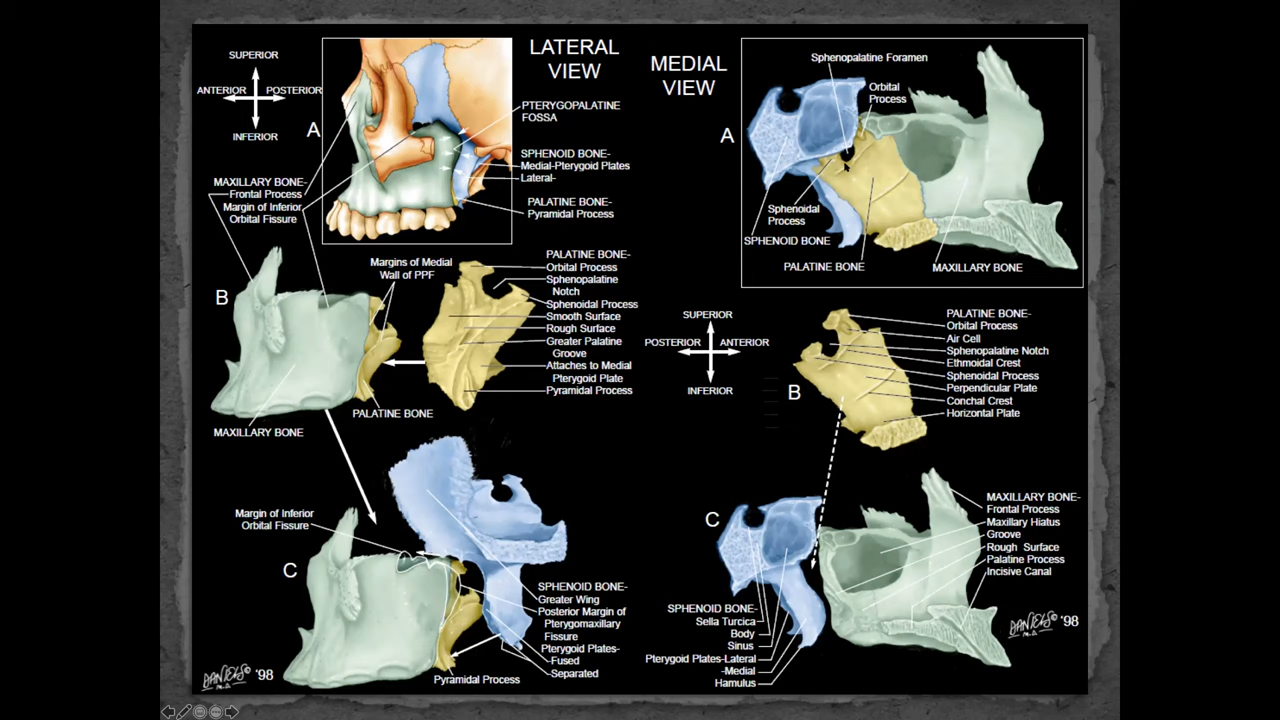 LATERAL
VIEW
SUPERIOR
ANTERIOR
POSTERIOR
INFERIOR
A
PTERYGOPALATINE
FOSSA
SPHENOID BONE-
Medial-Pterygoid Plates
Lateral-
PALATINE BONE-
Pyramidal Process
MAXILLARY BONE-
Frontal Process
Margin of Inferior
Orbital Fissure
B
Margins of Medial
Wall of PPF
PALATINE BONE-
Orbital Process
Sphenopalatine
Notch
Sphenoidal Process
Smooth Surface
Rough Surface
Greater Palatine
Groove
Attaches to Medial
Pterygoid Plate
Pyramidal Process
PALATINE BONE
MAXILLARY BONE
Margin of Inferior
Orbital Fissure
C
SPHENOID BONE-
Greater Wing
Posterior Margin of
Pterygomaxillary
Fissure
Pterygoid Plates-
-Fused
-Separated
Pyramidal Process
DANIELS © '98
M.D.
MEDIAL
VIEW
A
Sphenopalatine Foramen
Orbital
Process
Sphenoidal
Process
SPHENOID BONE
PALATINE BONE
MAXILLARY BONE
SUPERIOR
POSTERIOR
ANTERIOR
INFERIOR
B
PALATINE BONE-
Orbital Process
Air Cell
Sphenopalatine Notch
Ethmoidal Crest
Sphenoidal Process
Perpendicular Plate
Conchal Crest
Horizontal Plate
C
MAXILLARY BONE-
Frontal Process
Maxillary Hiatus
Groove
Rough Surface
Palatine Process
Incisive Canal
SPHENOID BONE-
Sella Turcica
Body
Sinus
Pterygoid Plates-Lateral
-Medial
Hamulus
DANIELS © '98
M.D.